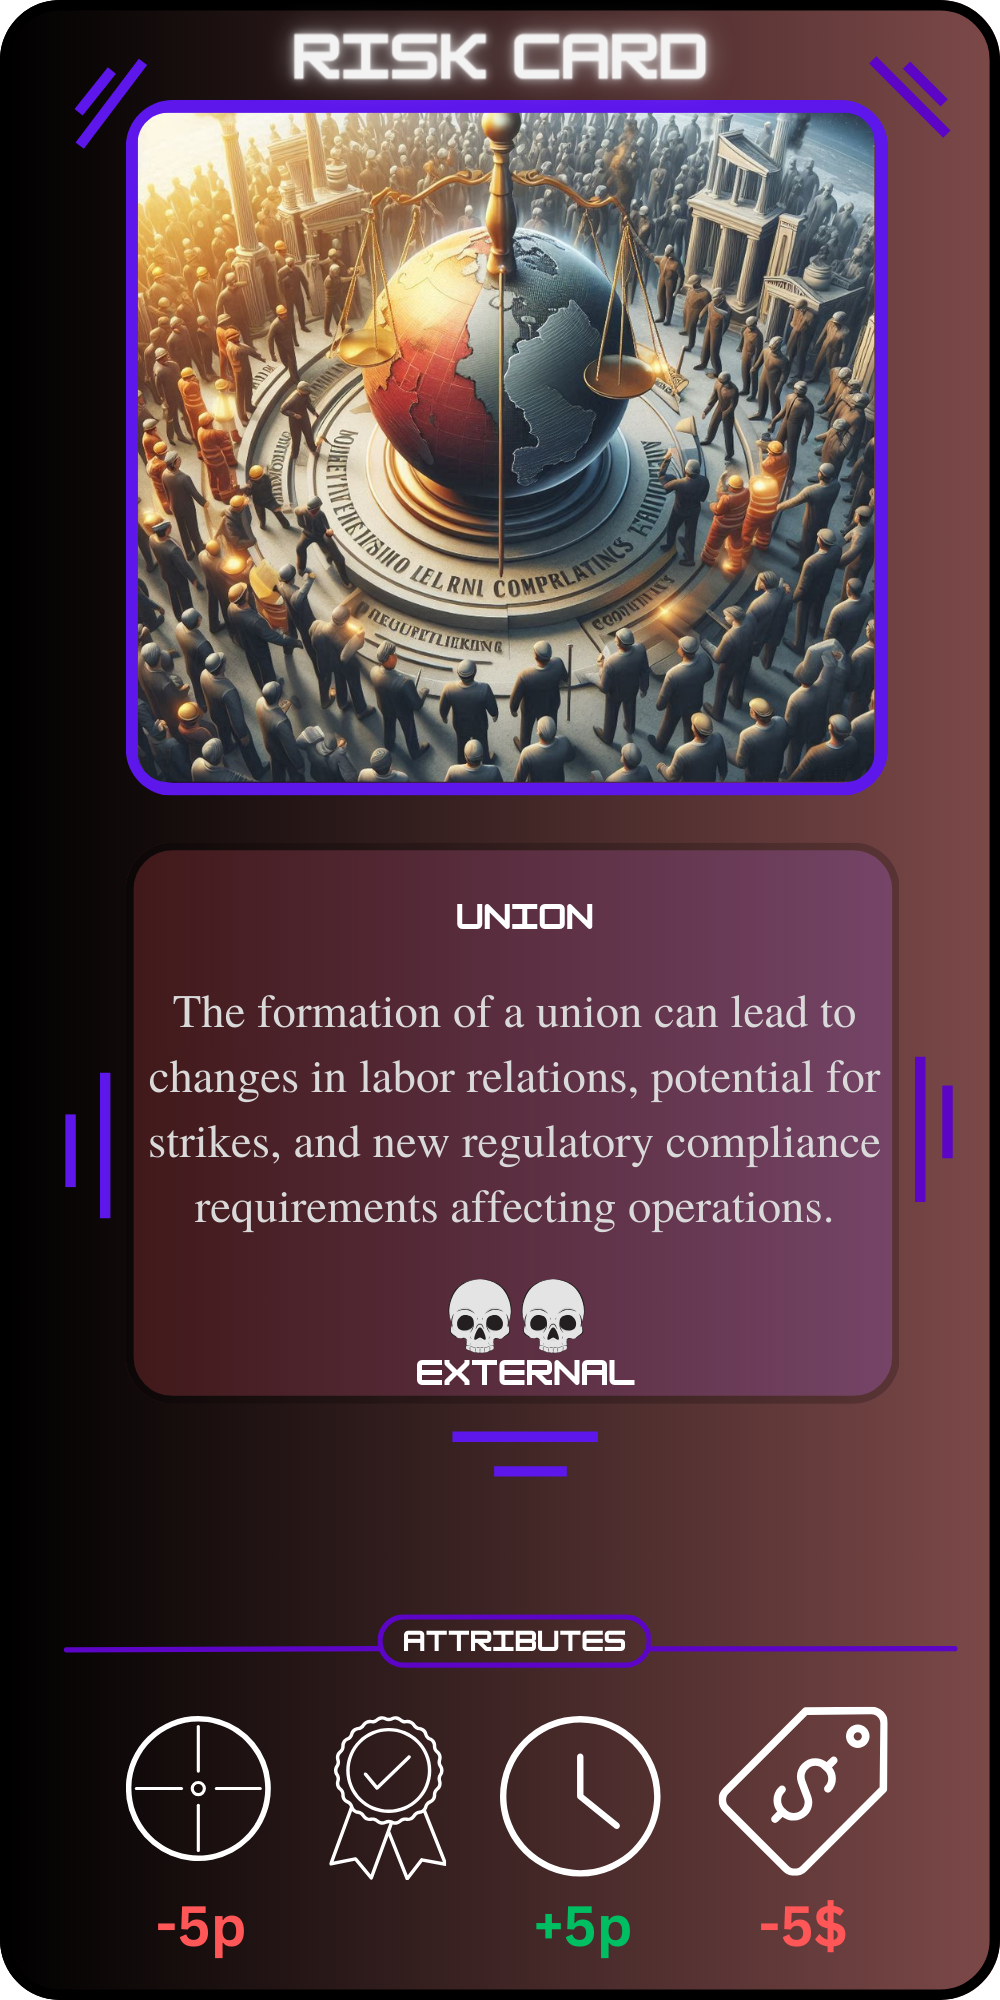 RISK CARD
UNION
The formation of a union can lead to
changes in labor relations, potential for
strikes, and new regulatory compliance
requirements affecting operations.
EXTERNAL
ATTRIBUTES
-5p +5p -5$